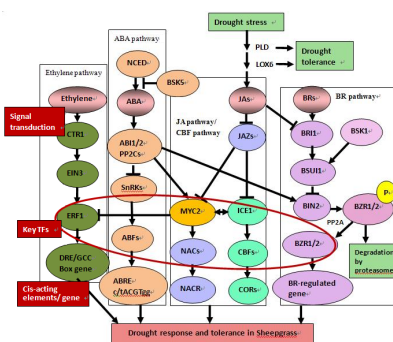 Drought stress
PLD
LOX6
Drought
tolerance
ABA pathway
NCED
BSK5
Ethylene pathway
Ethylene
ABA
JAs
BRs
BR pathway
Signal
transduction
CTR1
JA pathway/
CBF pathway
JAZs
BRI1
BSK1
ABI1/2
PP2Cs
EIN3
BSUI1
SnRKs
P
Key TFs
ERF1
MYC2
ICE1
BIN2
BZR1/2
PP2A
ABFs
NACs
CBFs
BZR1/2
DRE/GCC
Box gene
Degradation
by
proteasome
Cis-acting
elements/ gene
ABRE
c/tACGTgg
NACR
CORs
BR-regulated
gene
Drought response and tolerance in Sheepgrass